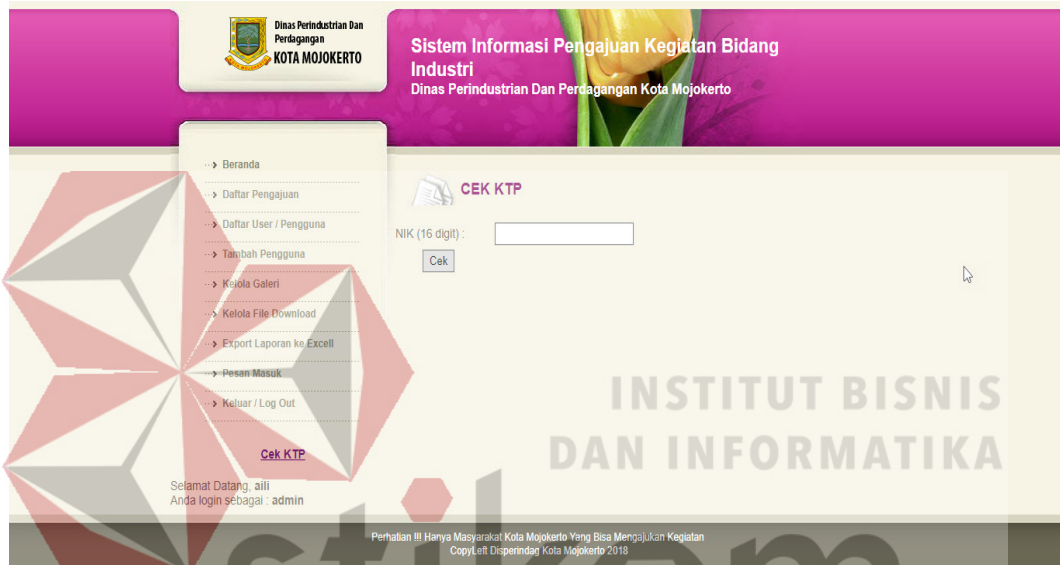 Dinas Perindustrian Dan
Perdagangan
KOTA MOJOKERTO
Sistem Informasi Pengajuan Kegiatan Bidang
Industri
Dinas Perindustrian Dan Perdagangan Kota Mojokerto
Beranda
Daftar Pengajuan
Daftar User / Pengguna
Tambah Pengguna
Kelola Galeri
Kelola File Download
Export Laporan ke Excell
Pesan Masuk
Keluar / Log Out
Cek KTP
Selamat Datang, aili
Anda login sebagai : admin
CEK KTP
NIK (16 digit) :
Cek
INSTITUT BISNIS
DAN INFORMATIKA
stikom
Perhatian !!! Hanya Masyarakat Kota Mojokerto Yang Bisa Mengajukan Kegiatan
CopyLeft Disperindag Kota Mojokerto 2018